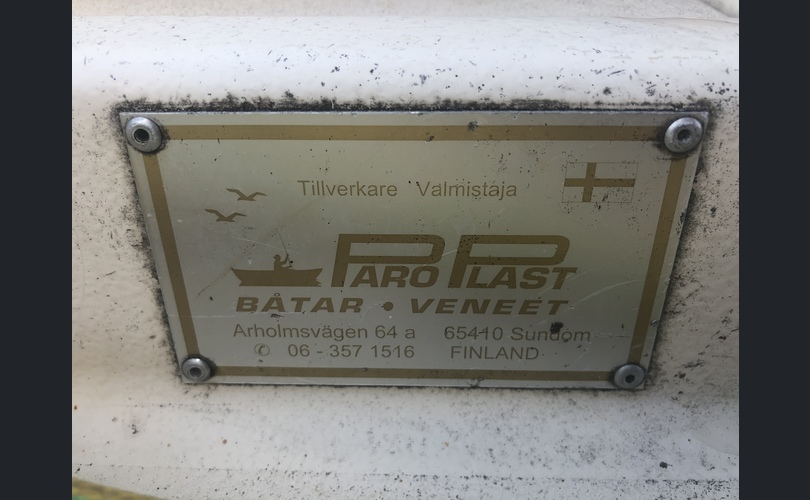 Tillverkare Valmistaja
PARO PLAST
BÅTAR • VENEET
Arholmsvägen 64 a 65410 Sundom
✆ 06 - 357 1516 FINLAND